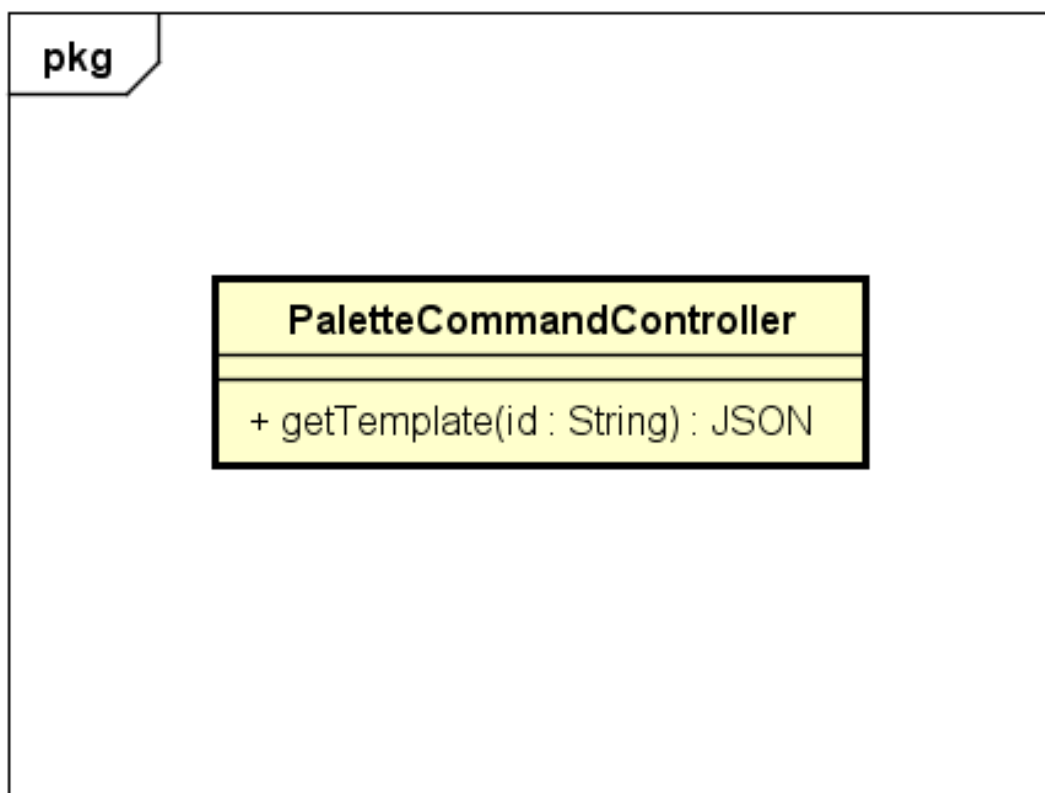 pkg
PaletteCommandController
+ getTemplate(id : String) : JSON